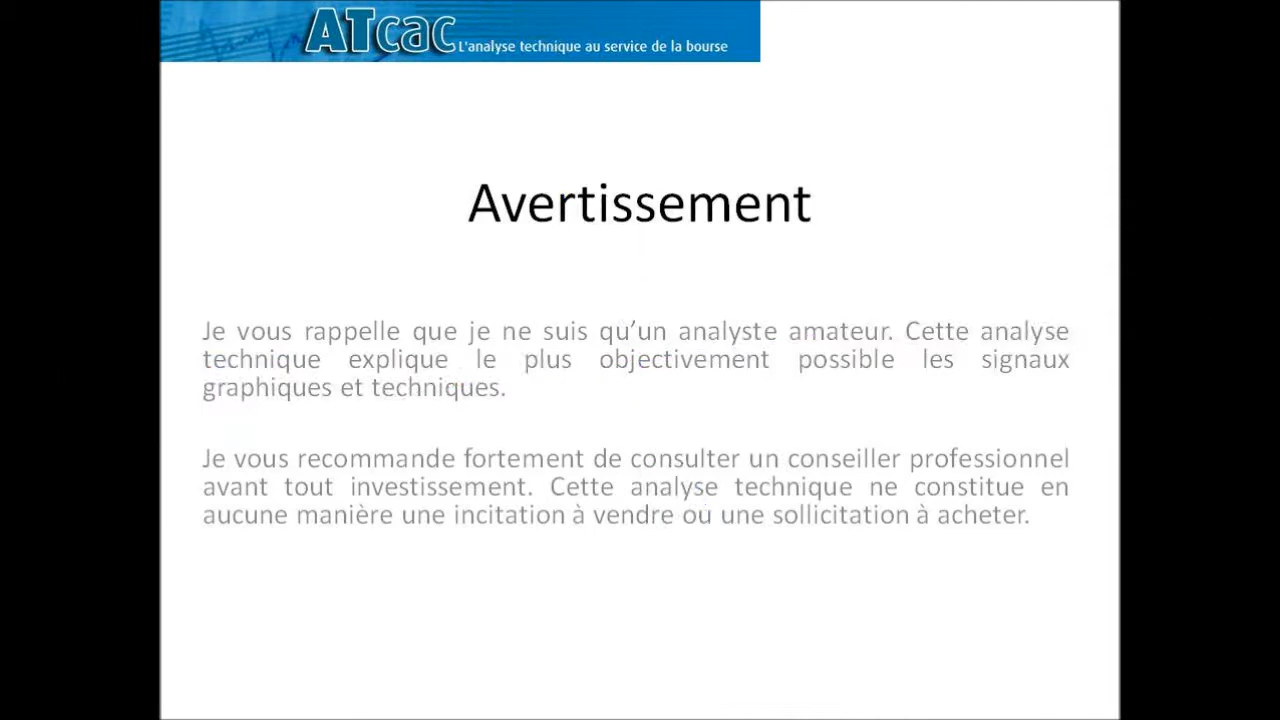 ATcac L'analyse technique au service de la bourse
Avertissement
Je vous rappelle que je ne suis qu’un analyste amateur. Cette analyse
technique explique le plus objectivement possible les signaux
graphiques et techniques.
Je vous recommande fortement de consulter un conseiller professionnel
avant tout investissement. Cette analyse technique ne constitue en
aucune manière une incitation à vendre ou une sollicitation à acheter.